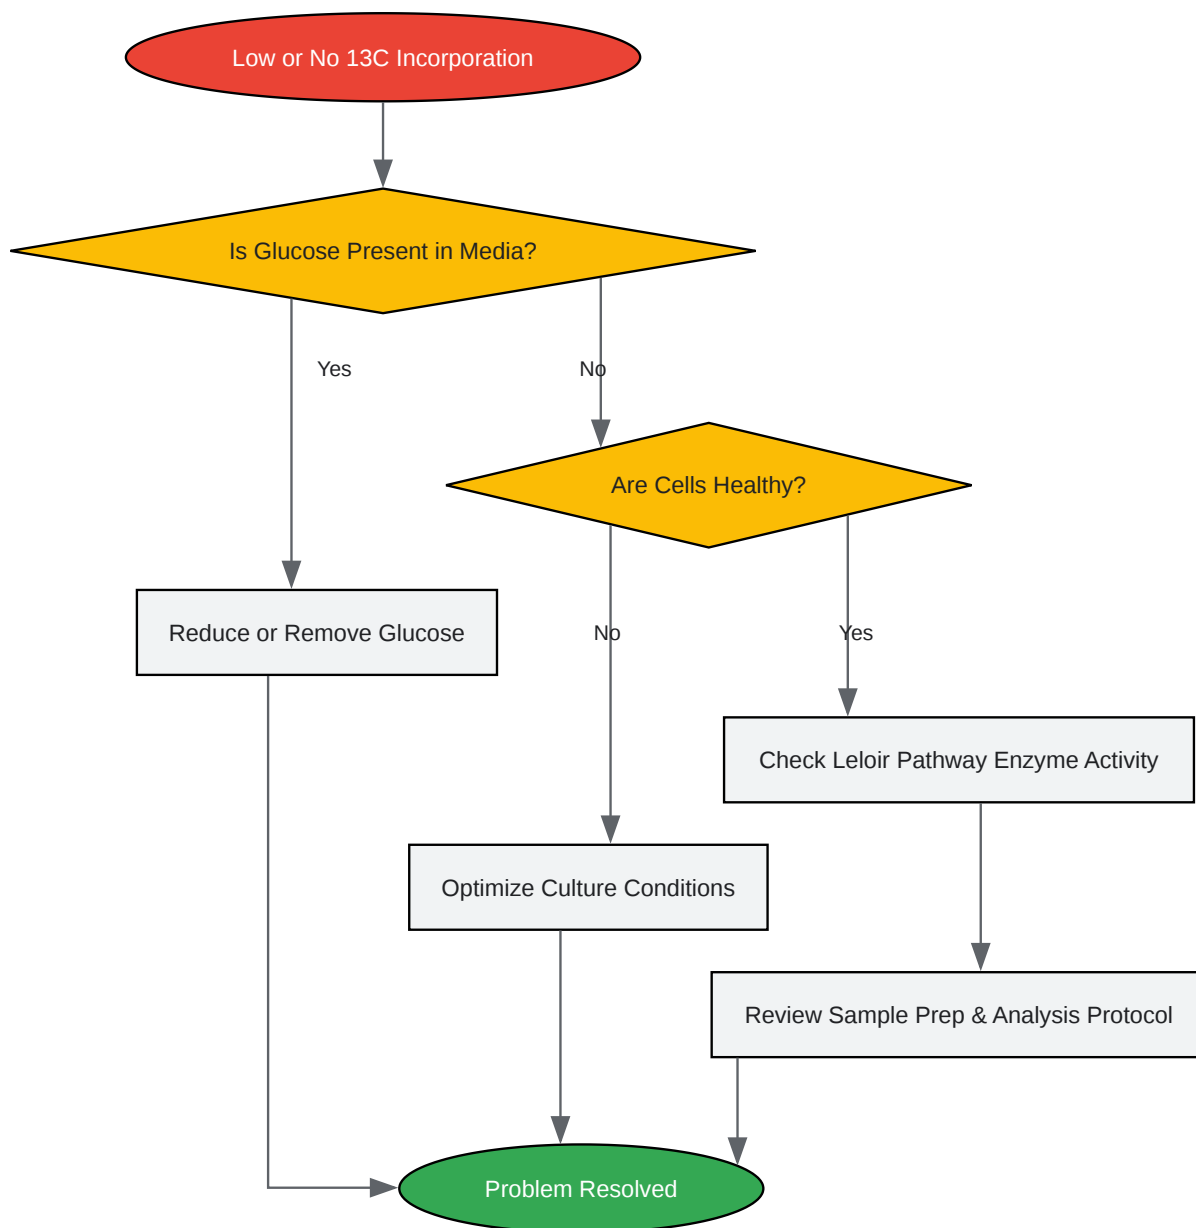 Low or No 13C Incorporation
Is Glucose Present in Media?
Yes
No
Are Cells Healthy?
Reduce or Remove Glucose
No
Yes
Check Leloir Pathway Enzyme Activity
Optimize Culture Conditions
Review Sample Prep & Analysis Protocol
Problem Resolved